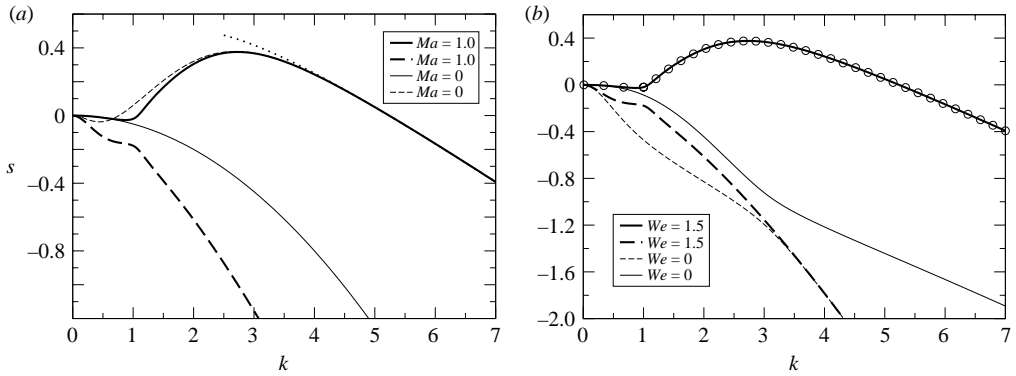 (a)
0.4
0
−0.4
−0.8
s
Ma = 1.0
Ma = 1.0
Ma = 0
Ma = 0
0 1 2 3 4 5 6 7
k
(b)
0.4
0
−0.4
−0.8
−1.2
−1.6
−2.0
We = 1.5
We = 1.5
We = 0
We = 0
0 1 2 3 4 5 6 7
k